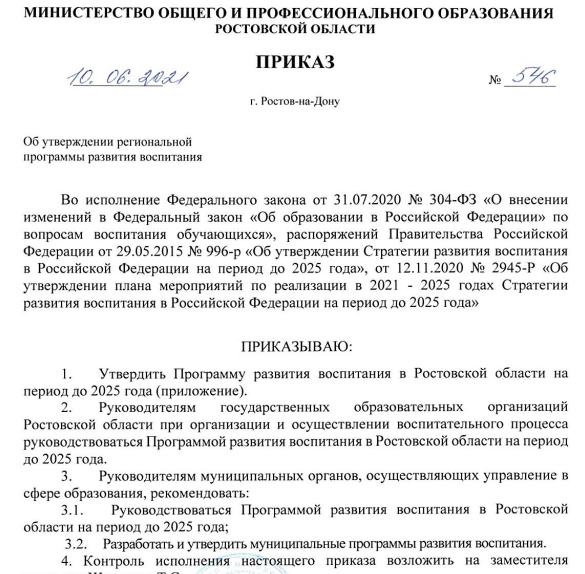 МИНИСТЕРСТВО ОБЩЕГО И ПРОФЕССИОНАЛЬНОГО ОБРАЗОВАНИЯ
РОСТОВСКОЙ ОБЛАСТИ
ПРИКАЗ
10. 06. 2021 № 546
г. Ростов-на-Дону
Об утверждении региональной
программы развития воспитания
Во исполнение Федерального закона от 31.07.2020 № 304-ФЗ «О внесении
изменений в Федеральный закон «Об образовании в Российской Федерации» по
вопросам воспитания обучающихся», распоряжений Правительства Российской
Федерации от 29.05.2015 № 996-р «Об утверждении Стратегии развития воспитания
в Российской Федерации на период до 2025 года», от 12.11.2020 № 2945-Р «Об
утверждении плана мероприятий по реализации в 2021 - 2025 годах Стратегии
развития воспитания в Российской Федерации на период до 2025 года»
ПРИКАЗЫВАЮ:
1. Утвердить Программу развития воспитания в Ростовской области на
период до 2025 года (приложение).
2. Руководителям государственных образовательных организаций
Ростовской области при организации и осуществлении воспитательного процесса
руководствоваться Программой развития воспитания в Ростовской области на период
до 2025 года.
3. Руководителям муниципальных органов, осуществляющих управление в
сфере образования, рекомендовать:
3.1. Руководствоваться Программой развития воспитания в Ростовской
области на период до 2025 года;
3.2. Разработать и утвердить муниципальные программы развития воспитания.
4. Контроль исполнения настоящего приказа возложить на заместителя